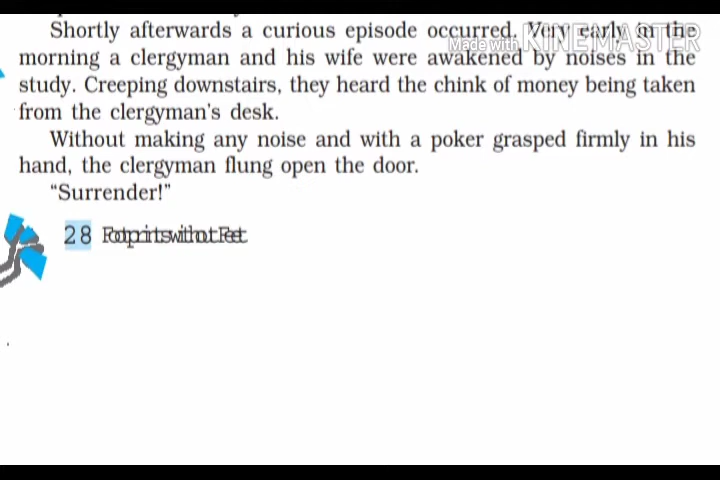 Shortly afterwards a curious episode occurred. Very early in the
Made with KINEMASTER
morning a clergyman and his wife were awakened by noises in the
study. Creeping downstairs, they heard the chink of money being taken
from the clergyman's desk.
Without making any noise and with a poker grasped firmly in his
hand, the clergyman flung open the door.
“Surrender!”
28 Footprints without Feet